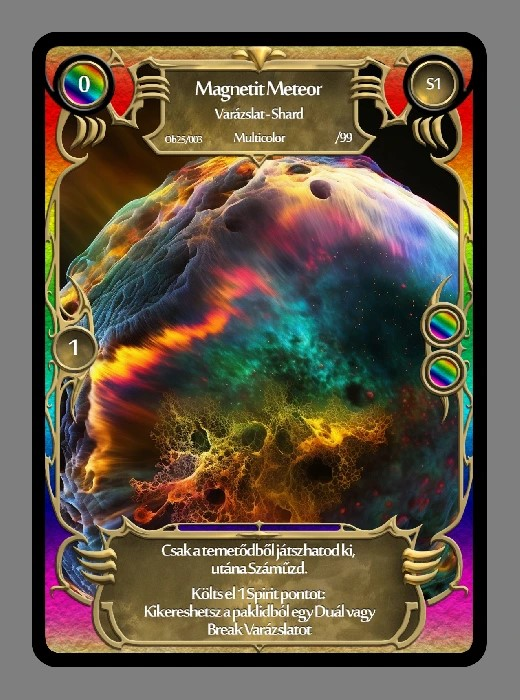 0
Magnetit Meteor
S1
Varázslat - Shard
Ob25/003 Multicolor /99
1
Csak a temetődből játszhatod ki,
utána Száműzd.
Költs el 1 Spirit pontot:
Kikereshetsz a paklidból egy Duál vagy
Break Varázslatot